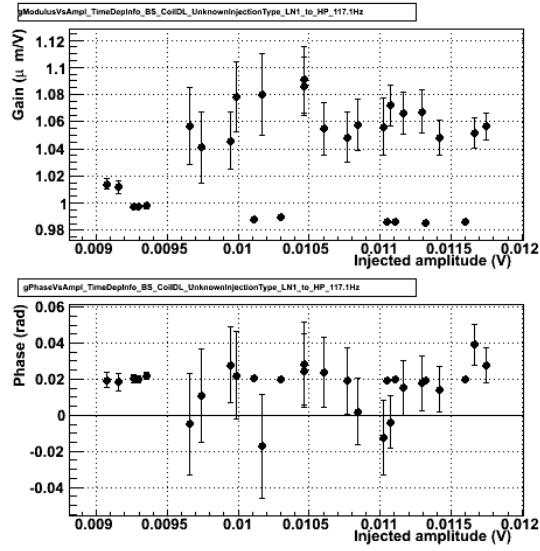 gModulusVsAmpl_TimeDepInfo_BS_CoilDL_UnknownInjectionType_LN1_to_HP_117.1Hz
Gain (μ m/V)
1.12
1.1
1.08
1.06
1.04
1.02
1
0.98
0.009 0.0095 0.01 0.0105 0.011 0.0115 0.012
Injected amplitude (V)
gPhaseVsAmpl_TimeDepInfo_BS_CoilDL_UnknownInjectionType_LN1_to_HP_117.1Hz
Phase (rad)
0.06
0.04
0.02
0
-0.02
-0.04
0.009 0.0095 0.01 0.0105 0.011 0.0115 0.012
Injected amplitude (V)